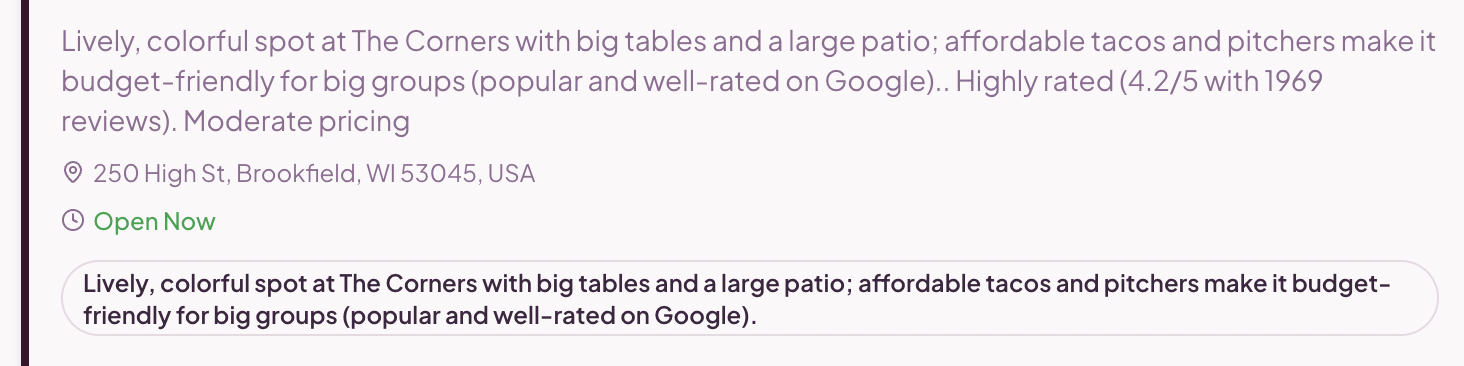 Lively, colorful spot at The Corners with big tables and a large patio; affordable tacos and pitchers make it
budget-friendly for big groups (popular and well-rated on Google).. Highly rated (4.2/5 with 1969
reviews). Moderate pricing
250 High St, Brookfield, WI 53045, USA
Open Now
Lively, colorful spot at The Corners with big tables and a large patio; affordable tacos and pitchers make it budget-
friendly for big groups (popular and well-rated on Google).